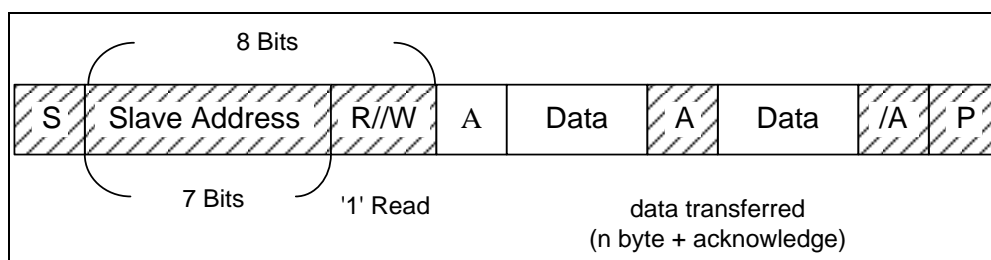 8 Bits
S Slave Address R//W A Data A Data /A P
7 Bits '1' Read data transferred
(n byte + acknowledge)